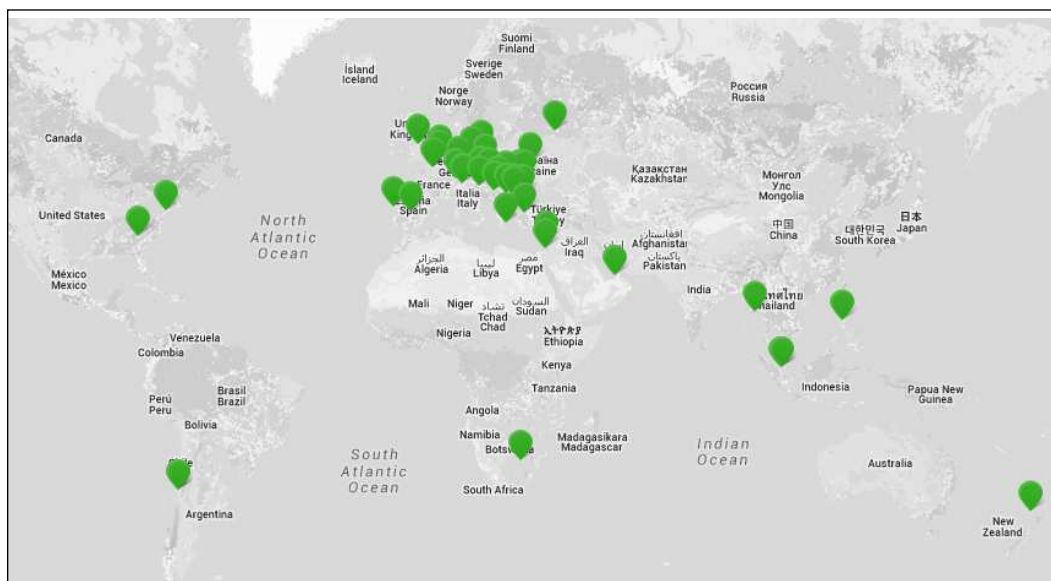 Suomi
Finland
Ísland
Iceland
Sverige
Sweden
Norge
Norway
Россия
Russia
Canada
Қазақстан
Kazakhstan
Монгол
Улс
Mongolia
France
Spain
Italia
Italy
Türkiye
United States
North
Atlantic
Ocean
中国
China
대한민국
South Korea
日本
Japan
افغانستان
Afghanistan
العراق
Iraq
پاکستان
Pakistan
México
Mexico
الجزائر
Algeria
ليبيا
Libya
مصر
Egypt
India
Mali
Niger
تشاد
Tchad
Chad
السودان
Sudan
Nigeria
ኢትዮጵያ
Ethiopia
Venezuela
Colombia
Kenya
Indonesia
Papua New
Guinea
Perú
Peru
Brasil
Brazil
Tanzania
Bolivia
Angola
Namibia
Madagasikara
Madagascar
Indian
Ocean
South
Atlantic
Ocean
Australia
South Africa
Argentina
New
Zealand